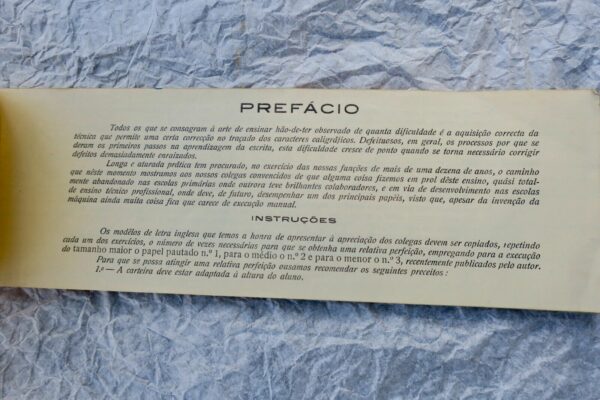 PREFÁCIO
Todos os que se consagram à arte de ensinar hão-de-ter observado de quanta dificuldade é a aquisição correcta da
técnica que permite uma certa correcção no traçado dos caracteres caligráficos. Defeituosos, em geral, os processos por que se
deram os primeiros passos na aprendizagem da escrita, esta dificuldade cresce de ponto quando se torna necessário corrigir
defeitos demasiadamente enraïzados.
Longa e aturada prática tem procurado, no exercício das nossas funções de mais de uma dezena de anos, o caminho
que nêste momento mostramos aos nossos colegas convencidos de que alguma coisa fizemos em prol dêste ensino, quási total-
mente abandonado nas escolas primárias onde outrora teve brilhantes colaboradores, e em via de desenvolvimento nas escolas
de ensino técnico profissional, onde deve, de futuro, desempenhar um dos principais papéis, visto que, apesar da invenção da
máquina ainda muita coisa fica que carece de execução manual.
INSTRUÇÕES
Os modêlos de letra inglesa que temos a honra de apresentar à apreciação dos colegas devem ser copiados, repetindo
cada um dos exercícios, o número de vezes necessárias para que se obtenha uma relativa perfeição, empregando para a execução
do tamanho maior o papel pautado n.º 1, para o médio o n.º 2 e para o menor o n.º 3, recentemente publicados pelo autor.
Para que se possa atingir uma relativa perfeição ousamos recomendar os seguintes preceitos :
1.º — A carteira deve estar adaptada à altura do aluno.